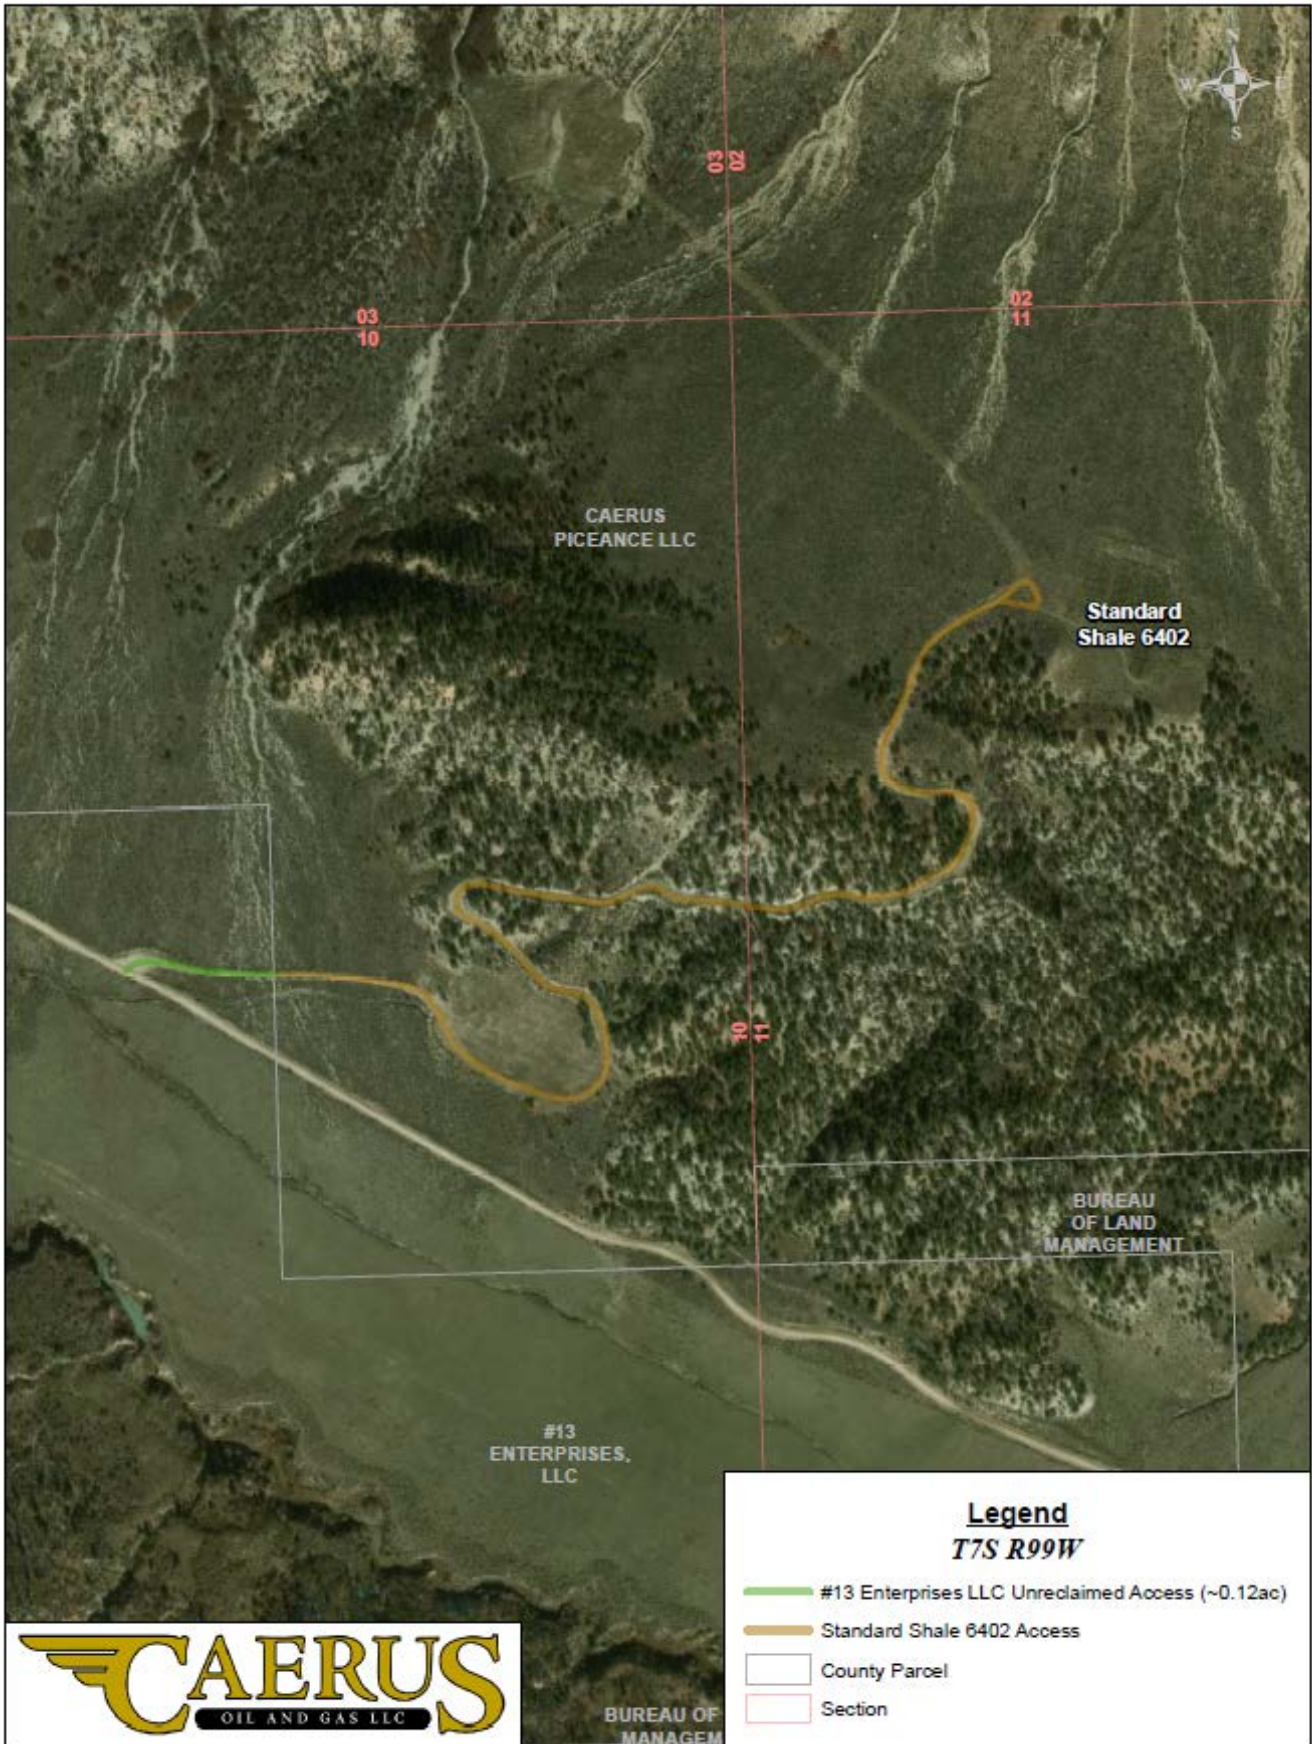 N
W E
S
03
02
03
10
02
11
CAERUS
PICEANCE LLC
Standard
Shale 6402
10
11
BUREAU
OF LAND
MANAGEMENT
#13
ENTERPRISES,
LLC
Legend
T7S R99W
#13 Enterprises LLC Unreclaimed Access (~0.12ac)
Standard Shale 6402 Access
County Parcel
Section
CAERUS
OIL AND GAS LLC
BUREAU OF
MANAGEM